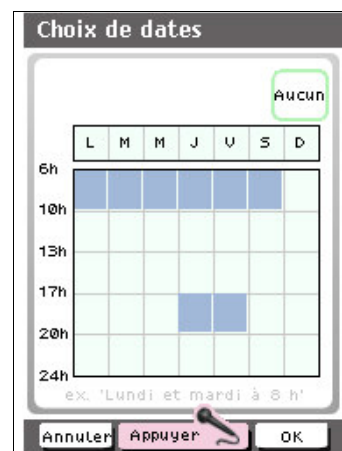 Choix de dates
Aucun
L M M J V S D
6h
10h
13h
17h
20h
24h
ex. 'Lundi et mardi à 8 h'
Annuler Appuyer OK